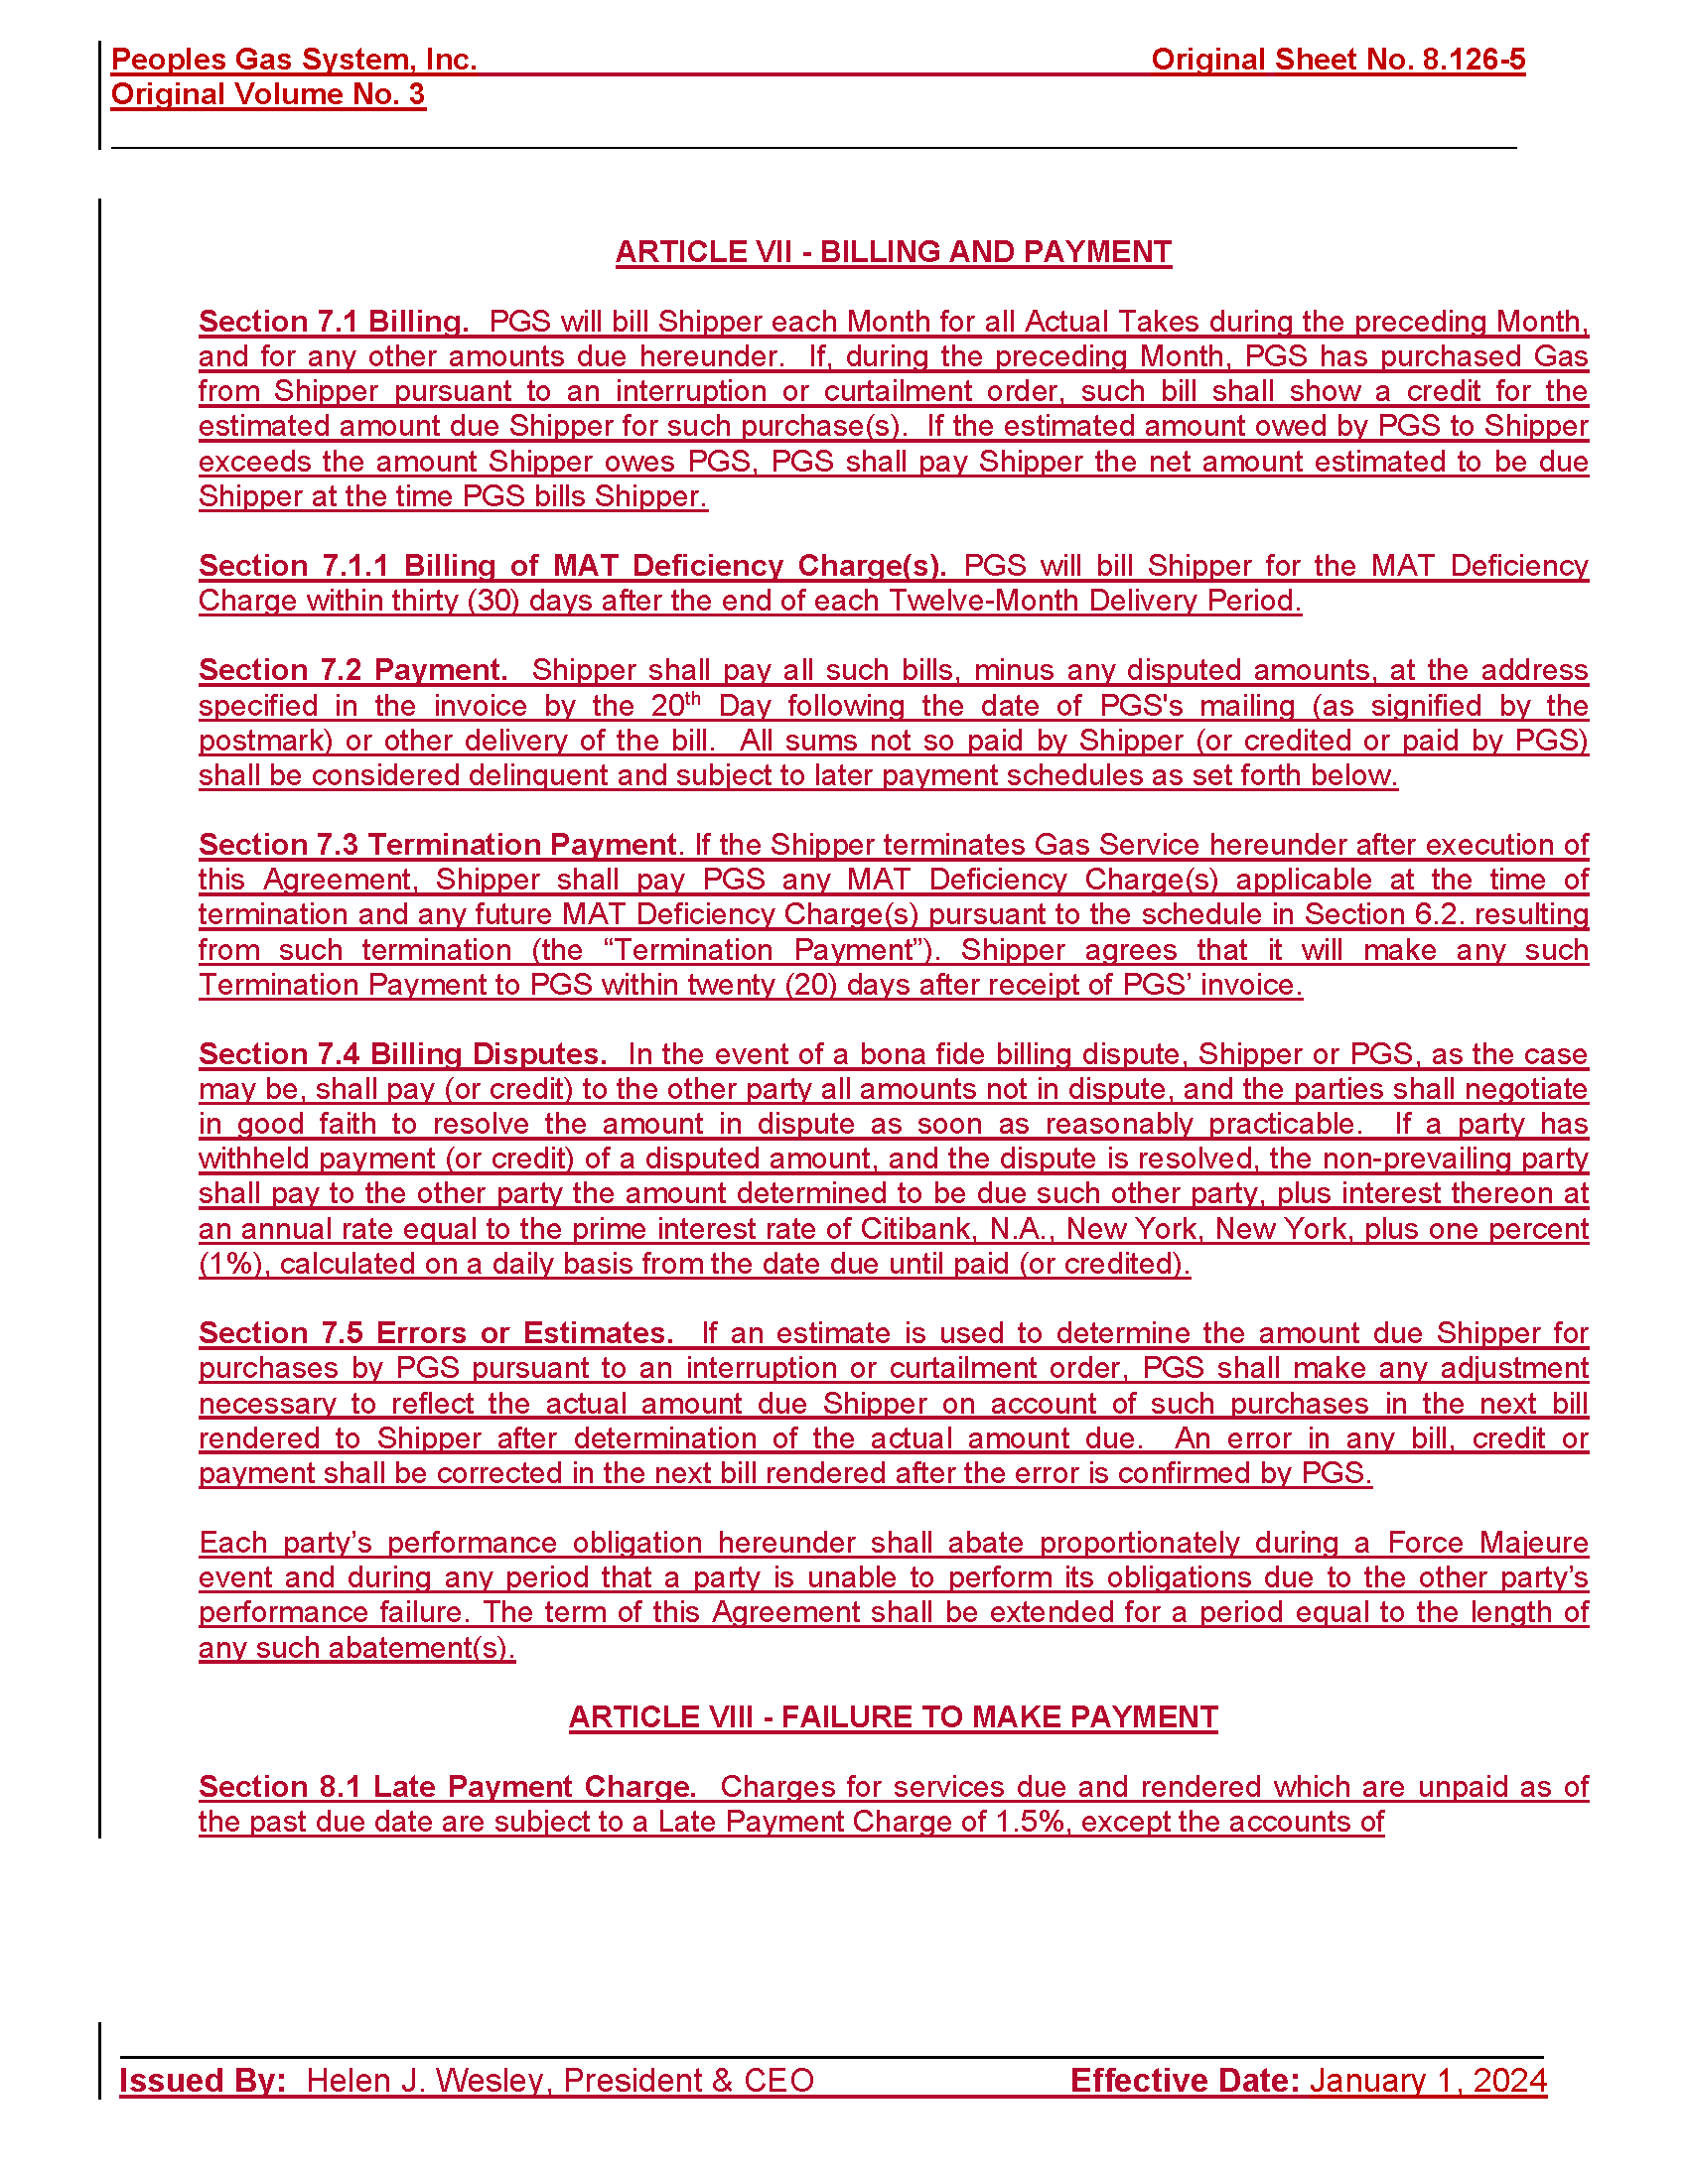 Peoples Gas System, Inc. Original Sheet No. 8.126-5
Original Volume No. 3
ARTICLE VII - BILLING AND PAYMENT
Section 7.1 Billing. PGS will bill Shipper each Month for all Actual Takes during the preceding Month,
and for any other amounts due hereunder. If, during the preceding Month, PGS has purchased Gas
from Shipper pursuant to an interruption or curtailment order, such bill shall show a credit for the
estimated amount due Shipper for such purchase(s). If the estimated amount owed by PGS to Shipper
exceeds the amount Shipper owes PGS, PGS shall pay Shipper the net amount estimated to be due
Shipper at the time PGS bills Shipper.
Section 7.1.1 Billing of MAT Deficiency Charge(s). PGS will bill Shipper for the MAT Deficiency
Charge within thirty (30) days after the end of each Twelve-Month Delivery Period.
Section 7.2 Payment. Shipper shall pay all such bills, minus any disputed amounts, at the address
specified in the invoice by the 20th Day following the date of PGS's mailing (as signified by the
postmark) or other delivery of the bill. All sums not so paid by Shipper (or credited or paid by PGS)
shall be considered delinquent and subject to later payment schedules as set forth below.
Section 7.3 Termination Payment. If the Shipper terminates Gas Service hereunder after execution of
this Agreement, Shipper shall pay PGS any MAT Deficiency Charge(s) applicable at the time of
termination and any future MAT Deficiency Charge(s) pursuant to the schedule in Section 6.2. resulting
from such termination (the “Termination Payment”). Shipper agrees that it will make any such
Termination Payment to PGS within twenty (20) days after receipt of PGS’ invoice.
Section 7.4 Billing Disputes. In the event of a bona fide billing dispute, Shipper or PGS, as the case
may be, shall pay (or credit) to the other party all amounts not in dispute, and the parties shall negotiate
in good faith to resolve the amount in dispute as soon as reasonably practicable. If a party has
withheld payment (or credit) of a disputed amount, and the dispute is resolved, the non-prevailing party
shall pay to the other party the amount determined to be due such other party, plus interest thereon at
an annual rate equal to the prime interest rate of Citibank, N.A., New York, New York, plus one percent
(1%), calculated on a daily basis from the date due until paid (or credited).
Section 7.5 Errors or Estimates. If an estimate is used to determine the amount due Shipper for
purchases by PGS pursuant to an interruption or curtailment order, PGS shall make any adjustment
necessary to reflect the actual amount due Shipper on account of such purchases in the next bill
rendered to Shipper after determination of the actual amount due. An error in any bill, credit or
payment shall be corrected in the next bill rendered after the error is confirmed by PGS.
Each party’s performance obligation hereunder shall abate proportionately during a Force Majeure
event and during any period that a party is unable to perform its obligations due to the other party’s
performance failure. The term of this Agreement shall be extended for a period equal to the length of
any such abatement(s).
ARTICLE VIII - FAILURE TO MAKE PAYMENT
Section 8.1 Late Payment Charge. Charges for services due and rendered which are unpaid as of
the past due date are subject to a Late Payment Charge of 1.5%, except the accounts of
Issued By: Helen J. Wesley, President & CEO Effective Date: January 1, 2024